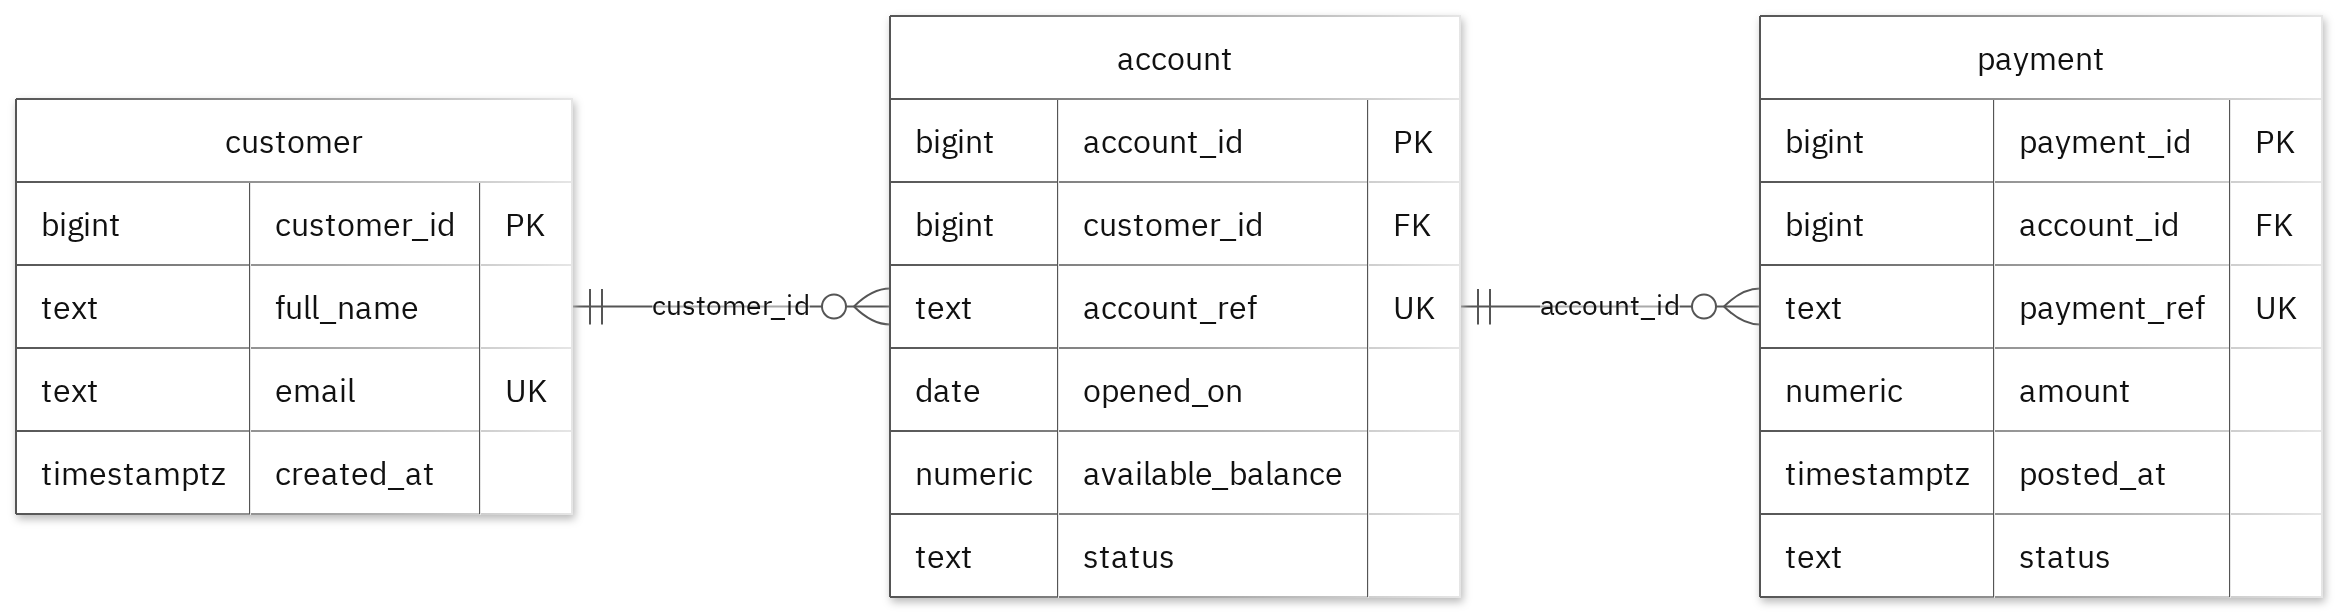 customer
bigint customer_id PK
text full_name
text email UK
timestamptz created_at
customer_id
account
bigint account_id PK
bigint customer_id FK
text account_ref UK
date opened_on
numeric available_balance
text status
account_id
payment
bigint payment_id PK
bigint account_id FK
text payment_ref UK
numeric amount
timestamptz posted_at
text status